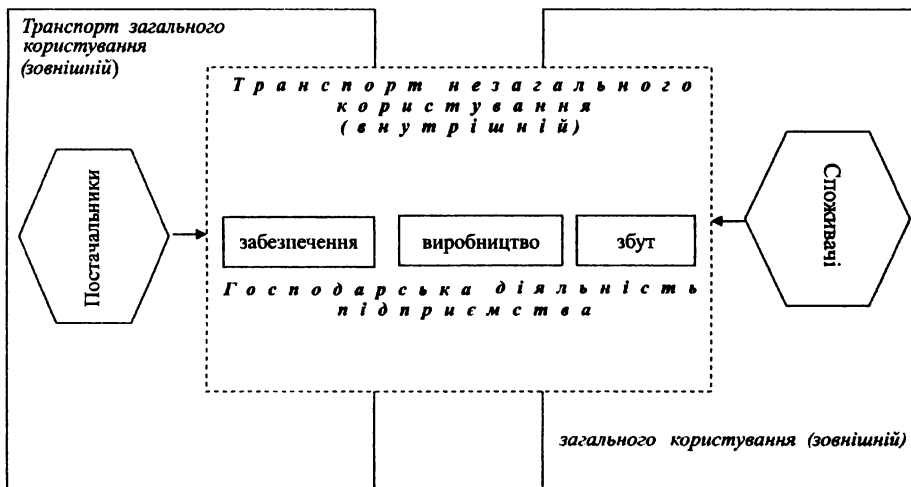 Транспорт загального
користування
(зовнішній)
Транспорт незагального
користування
(внутрішній)
Постачальники
забезпечення
виробництво
збут
Споживачі
Господарська діяльність
підприємства
загального користування (зовнішній)